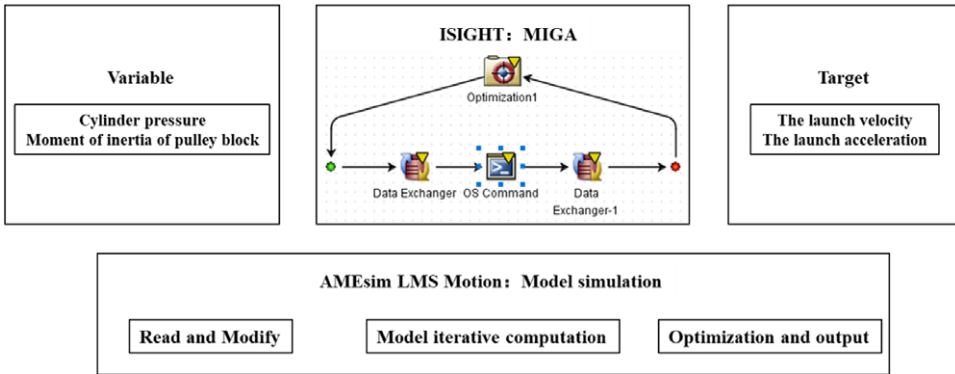 Variable
Cylinder pressure
Moment of inertia of pulley block
ISIGHT：MIGA
Optimization1
Data Exchanger
OS Command
Data
Exchanger-1
Target
The launch velocity
The launch acceleration
AMEsim LMS Motion：Model simulation
Read and Modify
Model iterative computation
Optimization and output